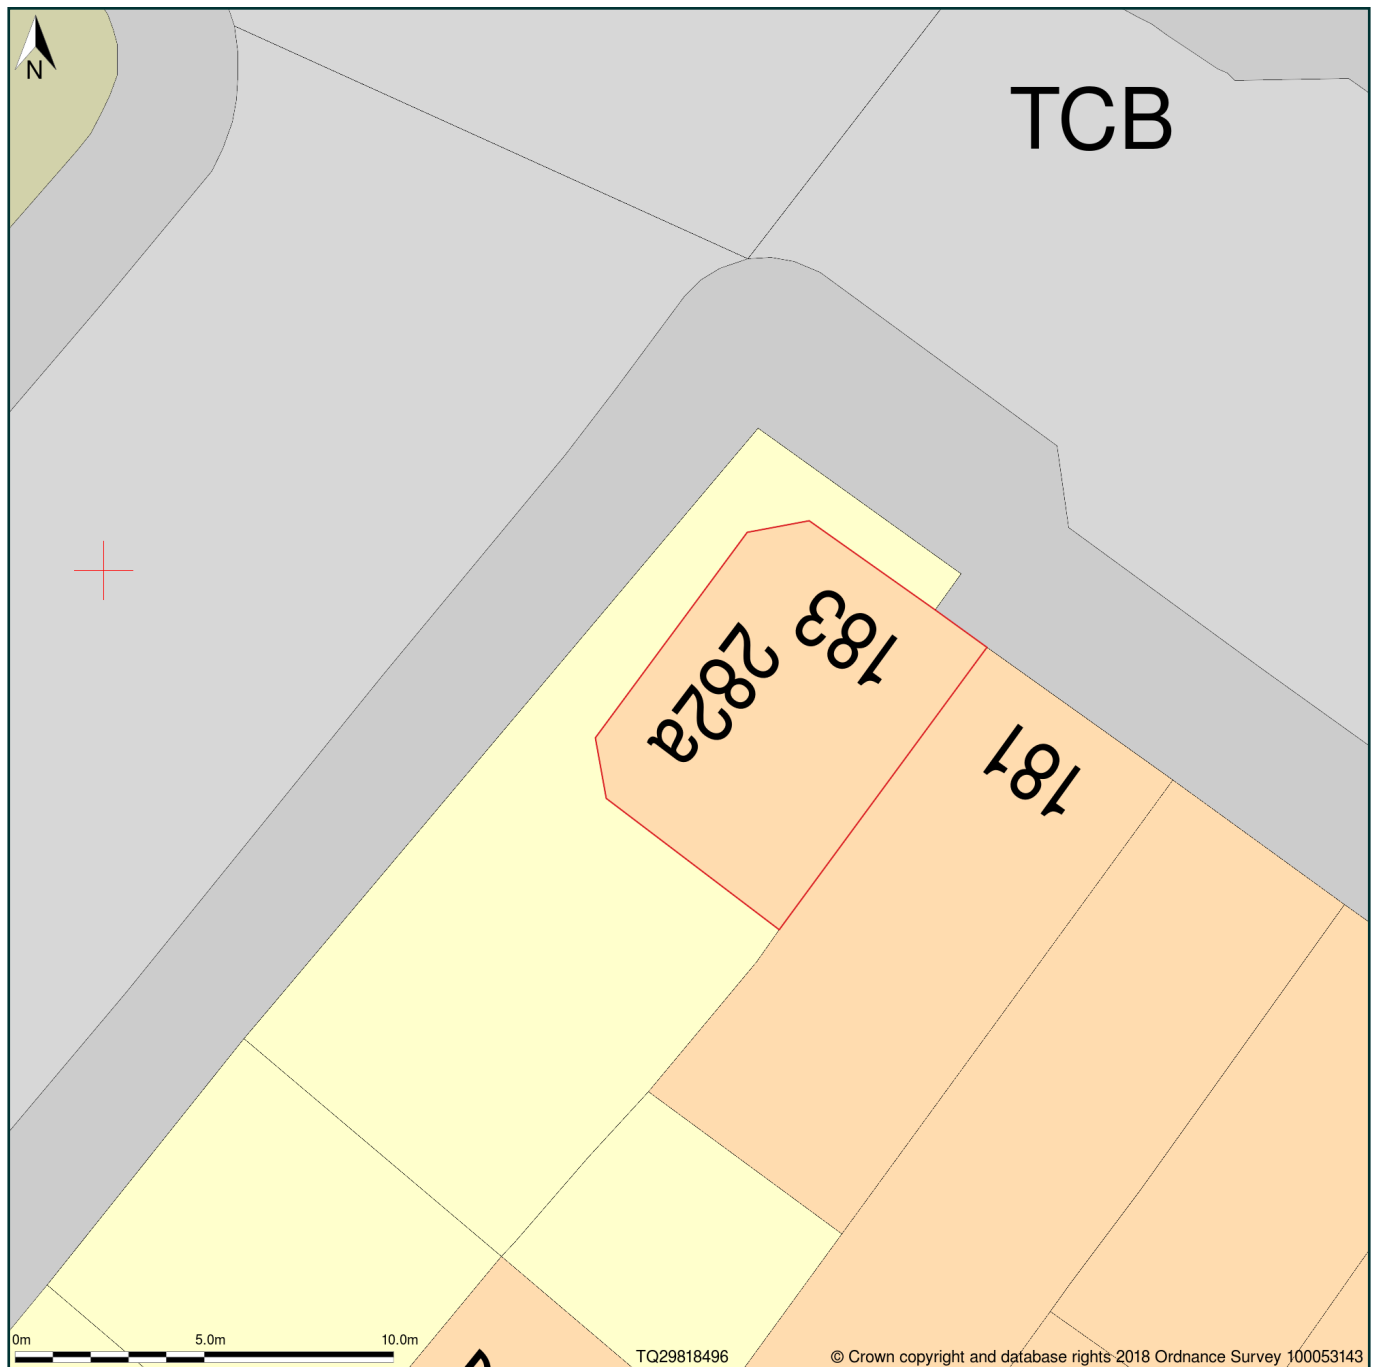 N
TCB
183
282a
181
0m 5.0m 10.0m
TQ29818496
© Crown copyright and database rights 2018 Ordnance Survey 100053143